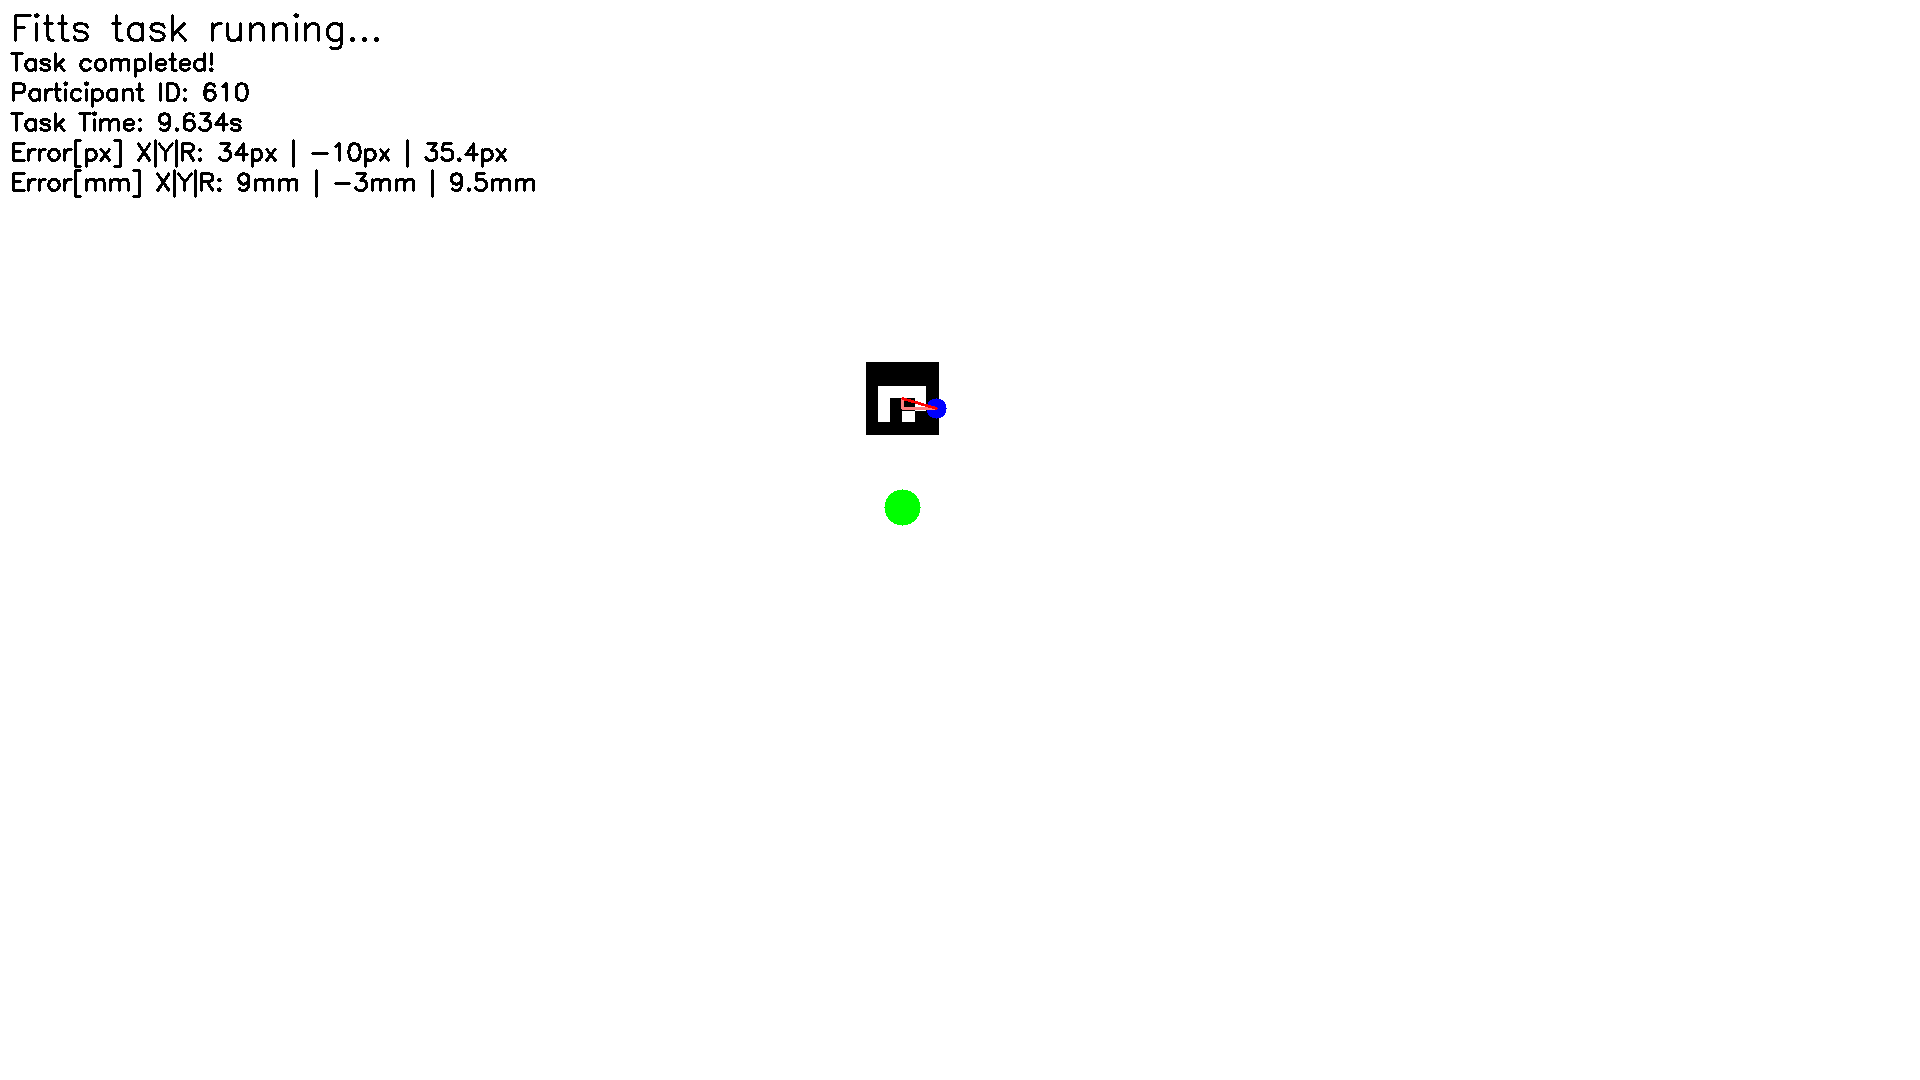 Fitts task running...
Task completed!
Participant ID: 610
Task Time: 9.634s
Error[px] X|Y|R: 34px | -10px | 35.4px
Error[mm] X|Y|R: 9mm | -3mm | 9.5mm